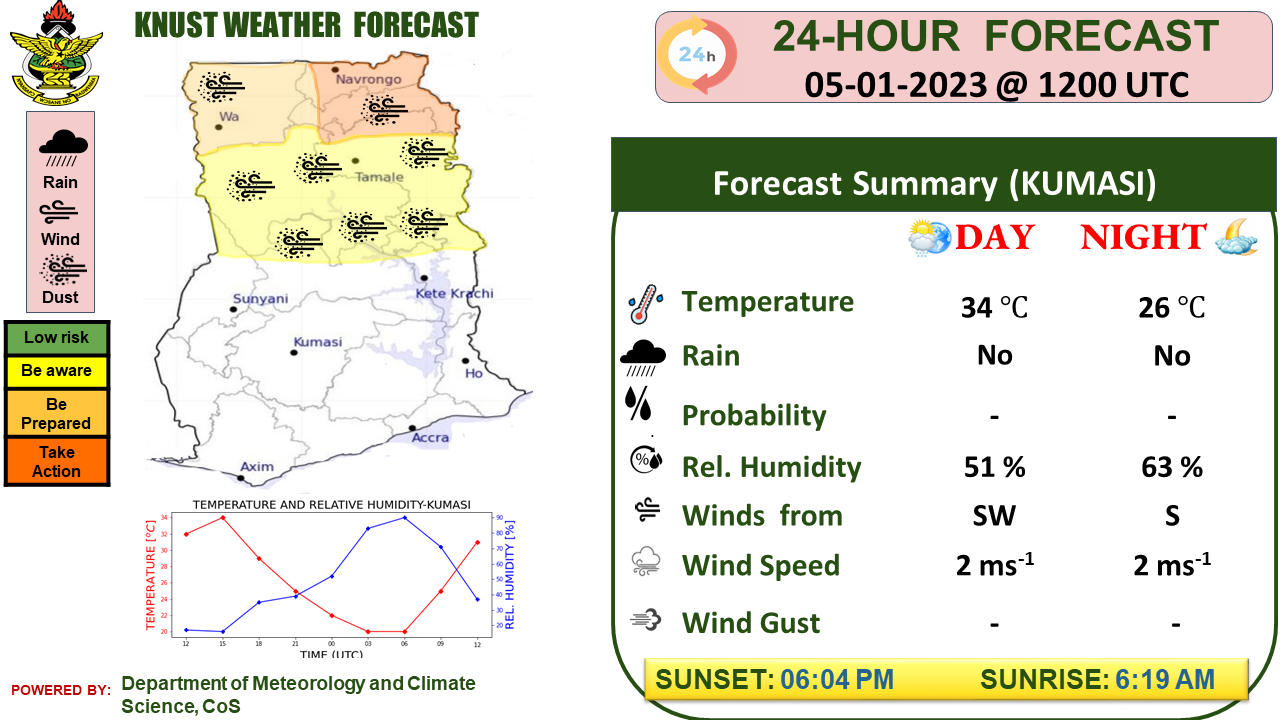 KNUST WEATHER FORECAST
Rain
Wind
Dust
Low risk
Be aware
Be
Prepared
Take
Action
Navrongo
Wa
Tamale
Kete Krachi
Sunyani
Kumasi
Ho
Accra
Axim
TEMPERATURE AND RELATIVE HUMIDITY-KUMASI
TEMPERATURE [°C]
34
32
30
28
26
24
22
20
REL. HUMIDITY [%]
90
80
70
60
50
40
30
20
12 15 18 21 00 03 06 09 12
TIME (UTC)
POWERED BY: Department of Meteorology and Climate
Science, CoS
24h
24-HOUR FORECAST
05-01-2023 @ 1200 UTC
Forecast Summary (KUMASI)
DAY NIGHT
Temperature 34 °C 26 °C
Rain No No
Probability - -
% Rel. Humidity 51 % 63 %
Winds from SW S
Wind Speed 2 ms-1 2 ms-1
Wind Gust - -
SUNSET: 06:04 PM SUNRISE: 6:19 AM